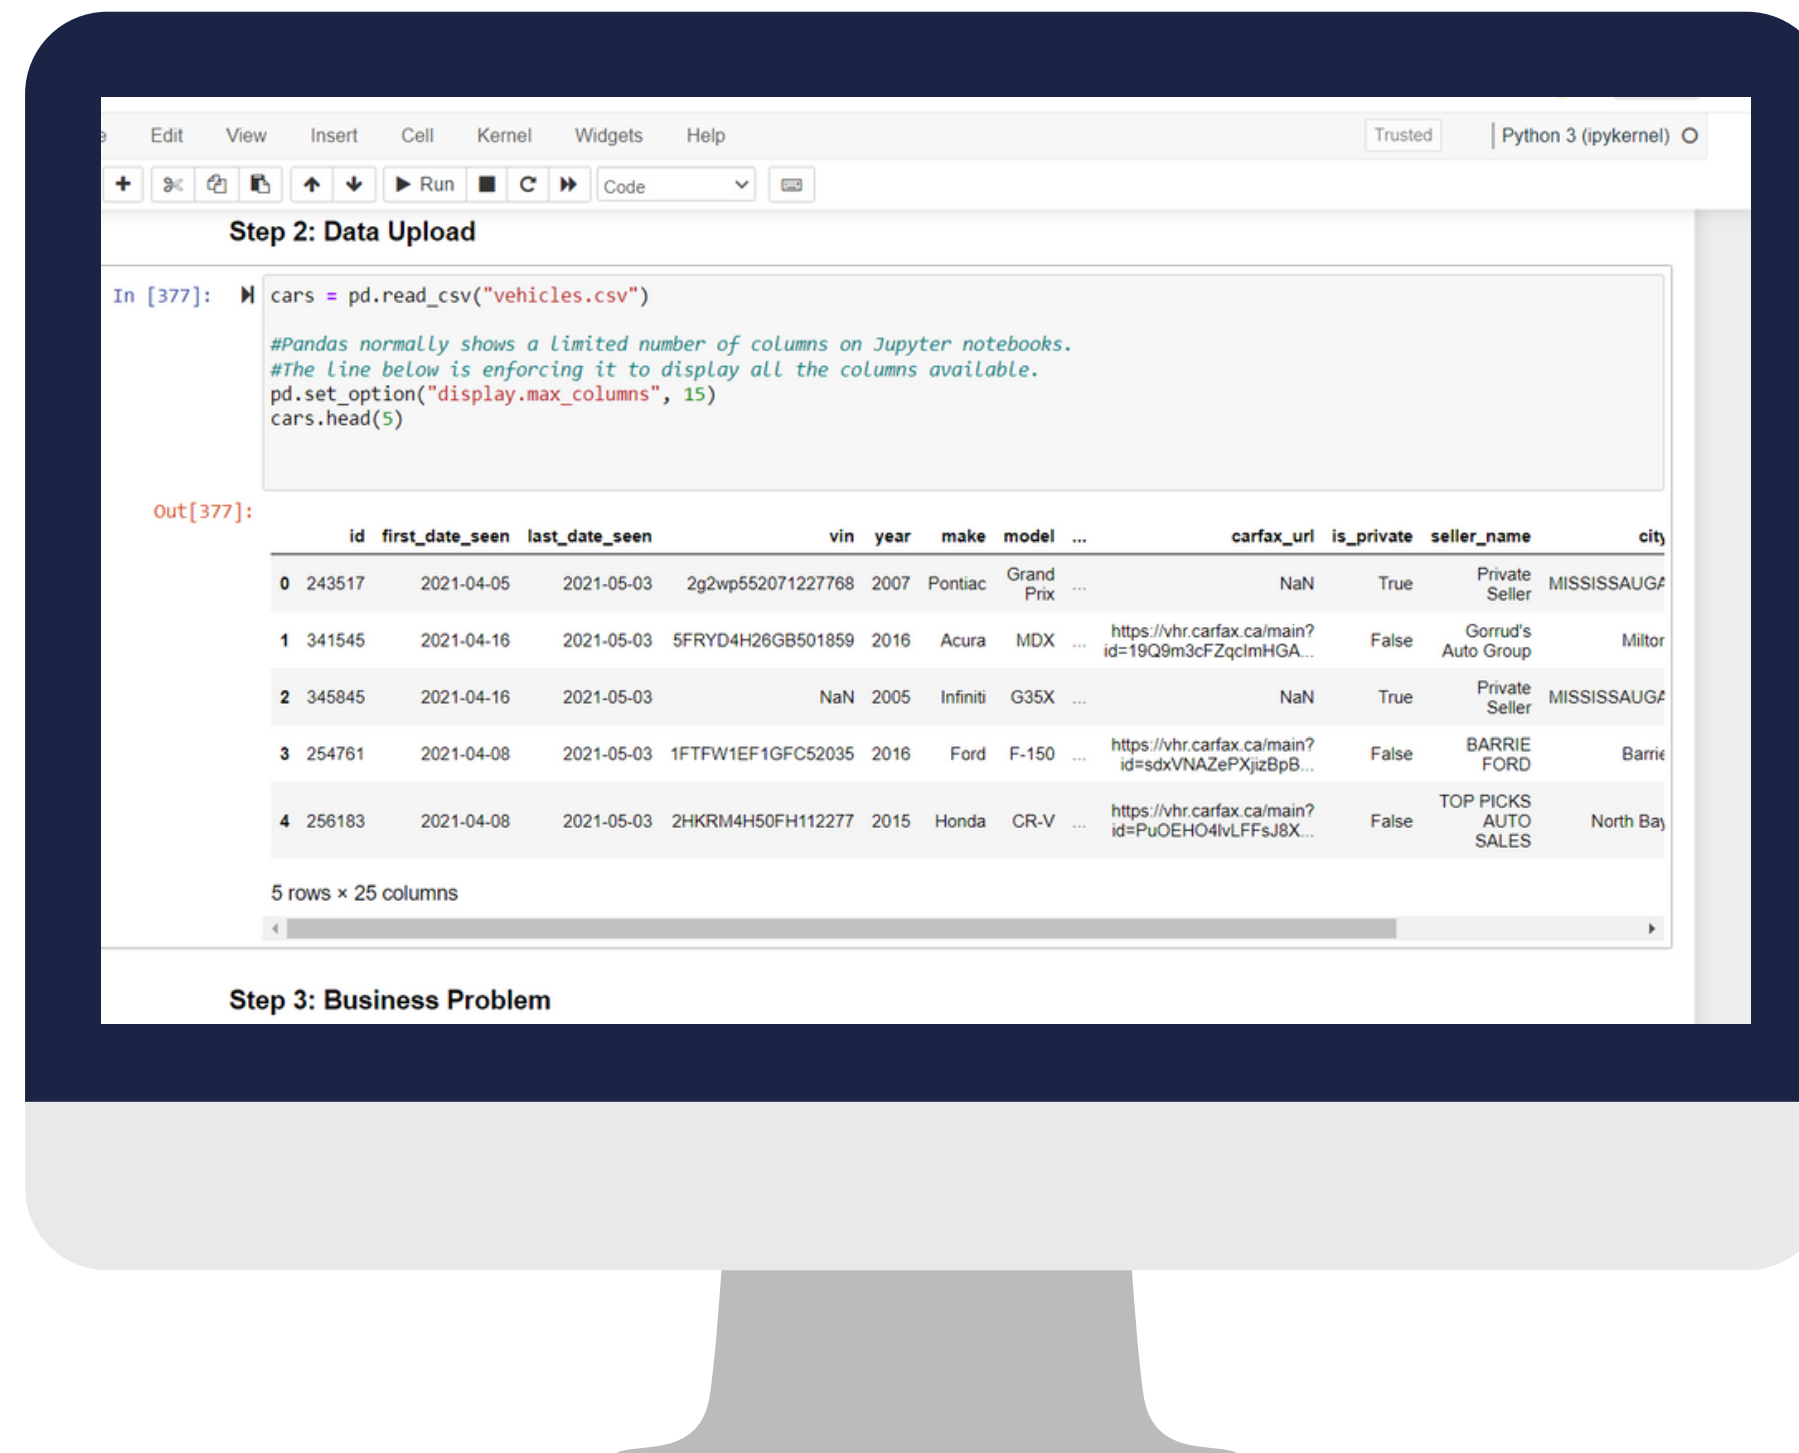 Edit View Insert Cell Kernel Widgets Help Trusted Python 3 (ipykernel)
Run Code
Step 2: Data Upload
In [377]: cars = pd.read_csv("vehicles.csv")
#Pandas normally shows a limited number of columns on Jupyter notebooks.
#The line below is enforcing it to display all the columns available.
pd.set_option("display.max_columns", 15)
cars.head(5)
Out[377]:
id first_date_seen last_date_seen vin year make model ... carfax_url is_private seller_name city
0 243517 2021-04-05 2021-05-03 2g2wp552071227768 2007 Pontiac Grand Prix ... NaN True Private Seller MISSISSAUGA
1 341545 2021-04-16 2021-05-03 5FRYD4H26GB501859 2016 Acura MDX ... https://vhr.carfax.ca/main?id=19Q9m3cFZqclmHGA... False Gorrud's Auto Group Milton
2 345845 2021-04-16 2021-05-03 NaN 2005 Infiniti G35X ... NaN True Private Seller MISSISSAUGA
3 254761 2021-04-08 2021-05-03 1FTFW1EF1GFC52035 2016 Ford F-150 ... https://vhr.carfax.ca/main?id=sdxVNAZePXjizBpB... False BARRIE FORD Barrie
4 256183 2021-04-08 2021-05-03 2HKRM4H50FH112277 2015 Honda CR-V ... https://vhr.carfax.ca/main?id=PuOEHO4lvLFFsJ8X... False TOP PICKS AUTO SALES North Bay
5 rows × 25 columns
Step 3: Business Problem